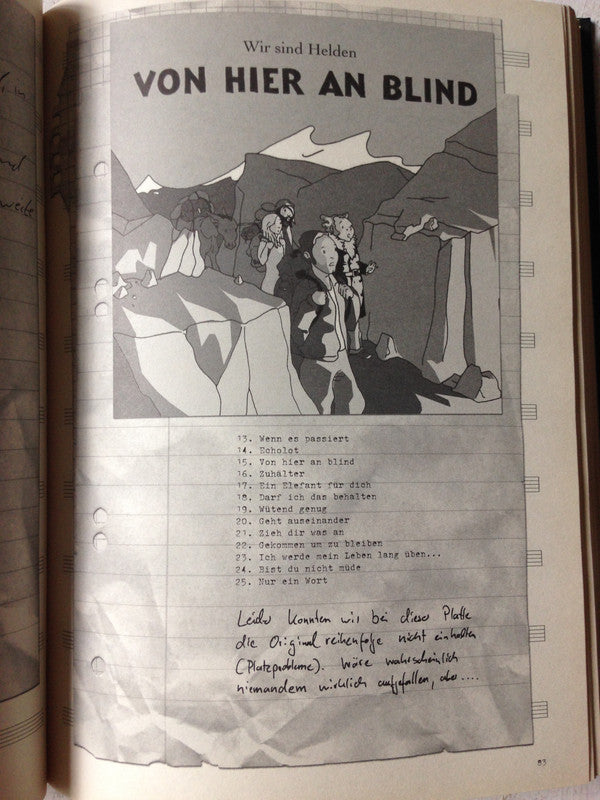 Wir sind Helden
VON HIER AN BLIND
13. Wenn es passiert
14. Echolot
15. Von hier an blind
16. Zuhälter
17. Ein Elefant für dich
18. Darf ich das behalten
19. Wütend genug
20. Geht auseinander
21. Zieh dir was an
22. Gekommen um zu bleiben
23. Ich werde mein Leben lang üben...
24. Bist du nicht müde
25. Nur ein Wort
Leider konnten wir bei dieser Platte
die Originalreihenfolge nicht einhalten
(Platzprobleme). Wäre wahrscheinlich
niemandem wirklich aufgefallen, aber....
83